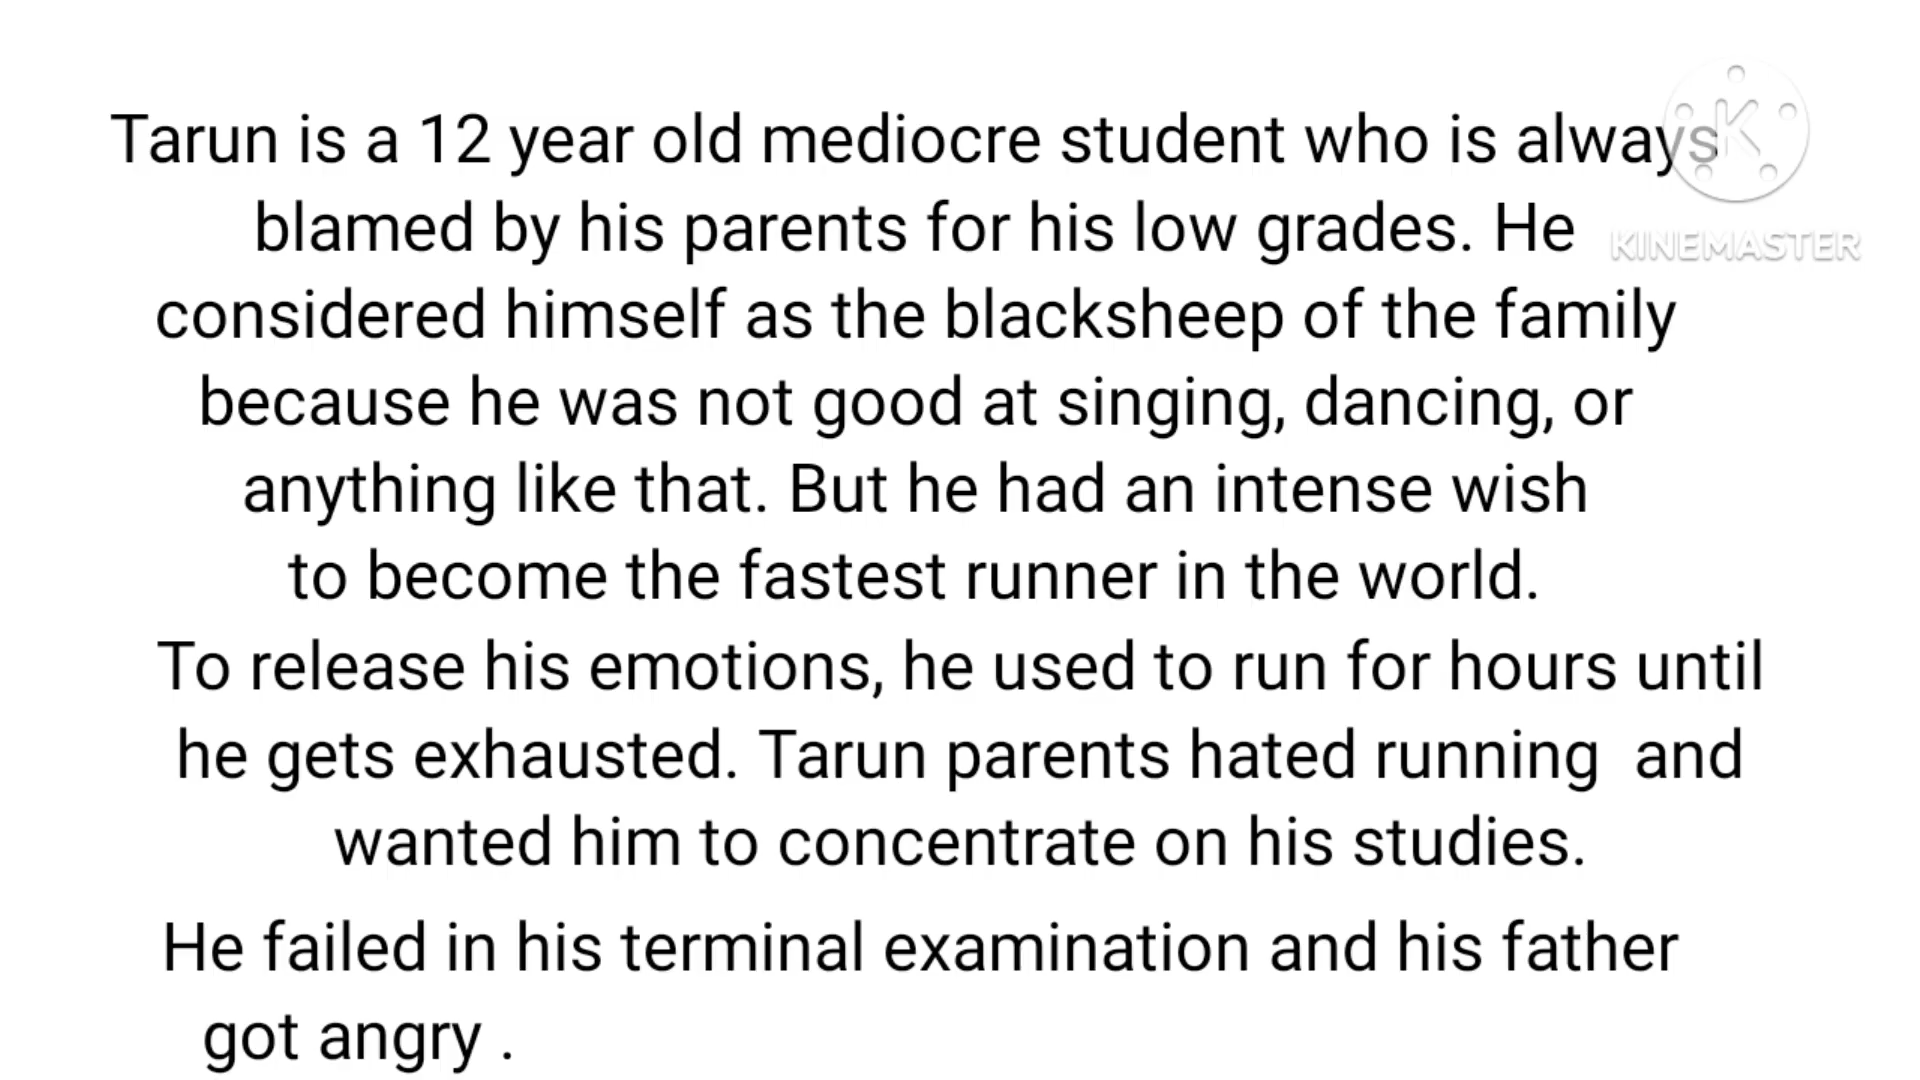 Tarun is a 12 year old mediocre student who is always
blamed by his parents for his low grades. He
KINEMASTER
considered himself as the blacksheep of the family
because he was not good at singing, dancing, or
anything like that. But he had an intense wish
to become the fastest runner in the world.
To release his emotions, he used to run for hours until
he gets exhausted. Tarun parents hated running  and
wanted him to concentrate on his studies.
He failed in his terminal examination and his father
got angry .